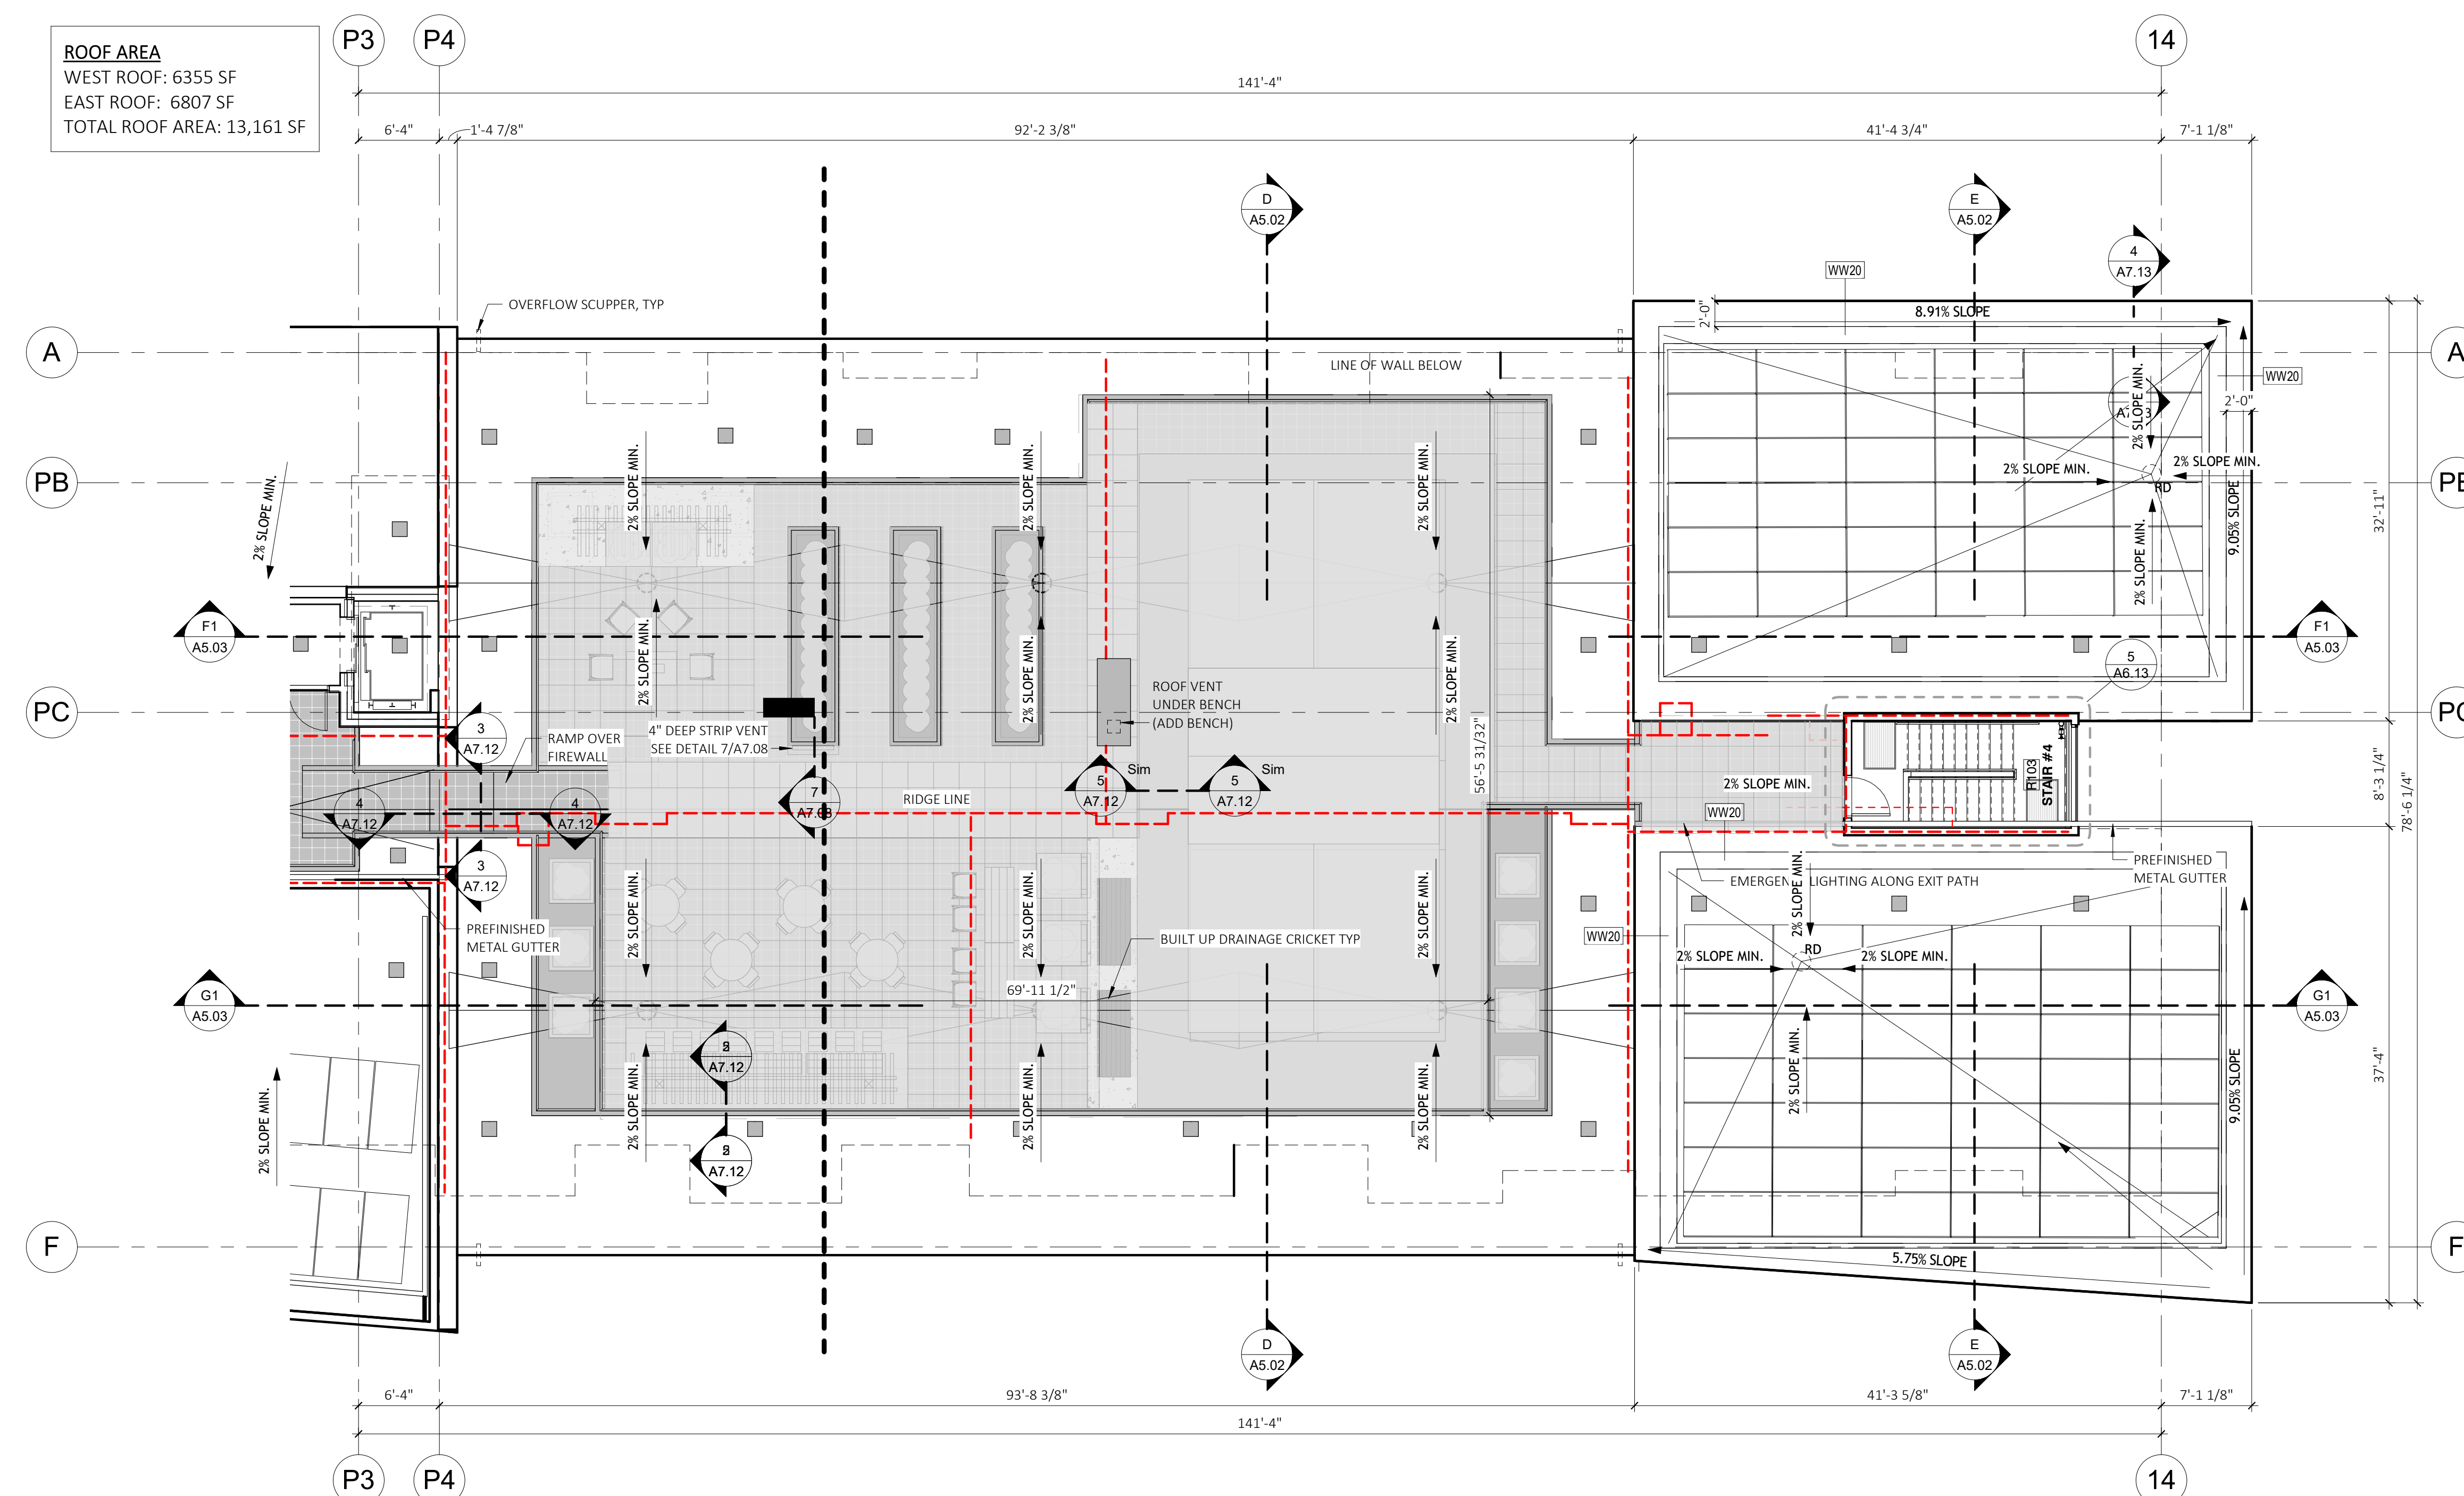 ROOF AREA
WEST ROOF: 6355 SF
EAST ROOF: 6807 SF
TOTAL ROOF AREA: 13,161 SF
P3
P4
14
141'-4"
6'-4"
1'-4 7/8"
92'-2 3/8"
41'-4 3/4"
7'-1 1/8"
D
A5.02
E
A5.02
4
A7.13
WW20
OVERFLOW SCUPPER, TYP
2'-0"
8.91% SLOPE
A
A
LINE OF WALL BELOW
WW20
2'-0"
2% SLOPE MIN.
PB
2% SLOPE MIN.
2% SLOPE MIN.
2% SLOPE MIN.
2% SLOPE MIN.
2% SLOPE MIN.
2% SLOPE MIN.
RD
2% SLOPE MIN.
9.05% SLOPE
32'-11"
F1
A5.03
2% SLOPE MIN.
2% SLOPE MIN.
2% SLOPE MIN.
F1
A5.03
5
A6.13
PC
ROOF VENT
UNDER BENCH
(ADD BENCH)
4" DEEP STRIP VENT
SEE DETAIL 7/A7.08
3
A7.12
RAMP OVER
FIREWALL
56'-5 31/32"
5
A7.12
Sim
5
A7.12
Sim
7
A7.08
RIDGE LINE
4
A7.12
4
A7.12
2% SLOPE MIN.
R103
STAIR #4
WW20
8'-3 1/4"
78'-6 1/4"
3
A7.12
PREFINISHED
METAL GUTTER
EMERGENCY LIGHTING ALONG EXIT PATH
PREFINISHED
METAL GUTTER
2% SLOPE MIN.
2% SLOPE MIN.
2% SLOPE MIN.
2% SLOPE MIN.
BUILT UP DRAINAGE CRICKET TYP
WW20
RD
2% SLOPE MIN.
2% SLOPE MIN.
69'-11 1/2"
G1
A5.03
G1
A5.03
A7.12
A7.12
2% SLOPE MIN.
2% SLOPE MIN.
2% SLOPE MIN.
2% SLOPE MIN.
2% SLOPE MIN.
9.05% SLOPE
37'-4"
F
5.75% SLOPE
F
D
A5.02
E
A5.02
6'-4"
93'-8 3/8"
41'-3 5/8"
7'-1 1/8"
141'-4"
P3
P4
14